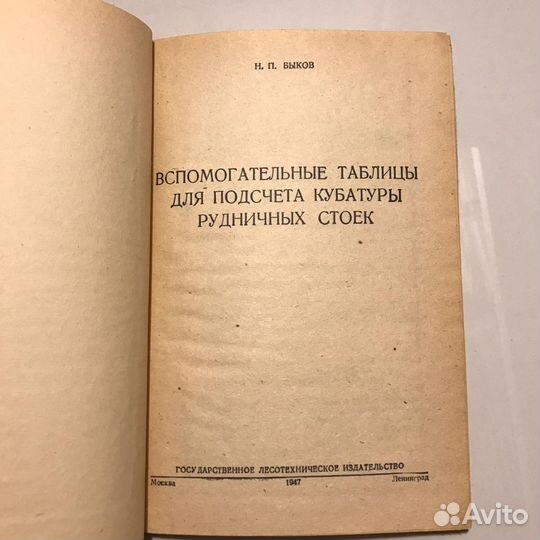 Н. П. БЫКОВ
ВСПОМОГАТЕЛЬНЫЕ ТАБЛИЦЫ
ДЛЯ ПОДСЧЕТА КУБАТУРЫ
РУДНИЧНЫХ СТОЕК
ГОСУДАРСТВЕННОЕ ЛЕСОТЕХНИЧЕСКОЕ ИЗДАТЕЛЬСТВО
Москва 1947 Ленинград
Avito